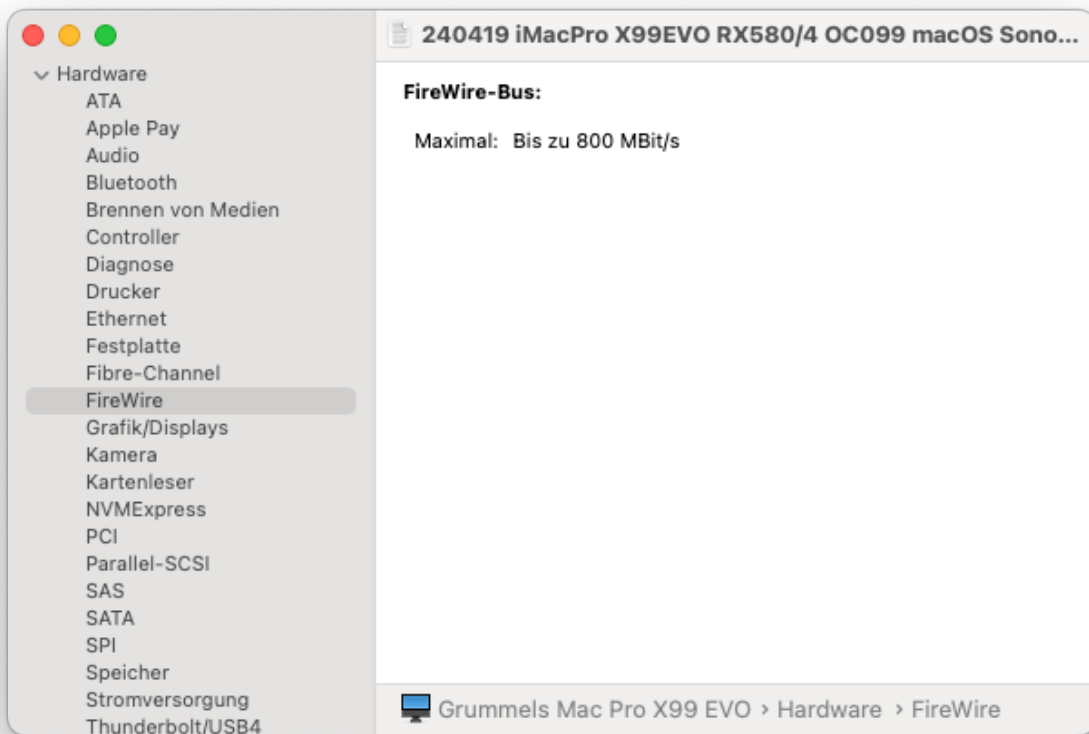 240419 iMacPro X99EVO RX580/4 OC099 macOS Sono...
Hardware
ATA
Apple Pay
Audio
Bluetooth
Brennen von Medien
Controller
Diagnose
Drucker
Ethernet
Festplatte
Fibre-Channel
FireWire
Grafik/Displays
Kamera
Kartenleser
NVMExpress
PCI
Parallel-SCSI
SAS
SATA
SPI
Speicher
Stromversorgung
Thunderbolt/USB4
FireWire-Bus:
Maximal: Bis zu 800 MBit/s
Grummels Mac Pro X99 EVO › Hardware › FireWire